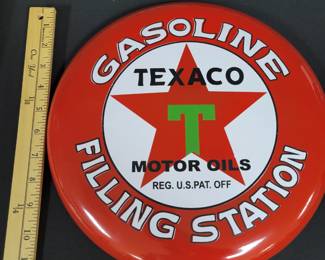 GASOLINE
TEXACO
T
MOTOR OILS
REG. U.S.PAT. OFF
FILLING STATION